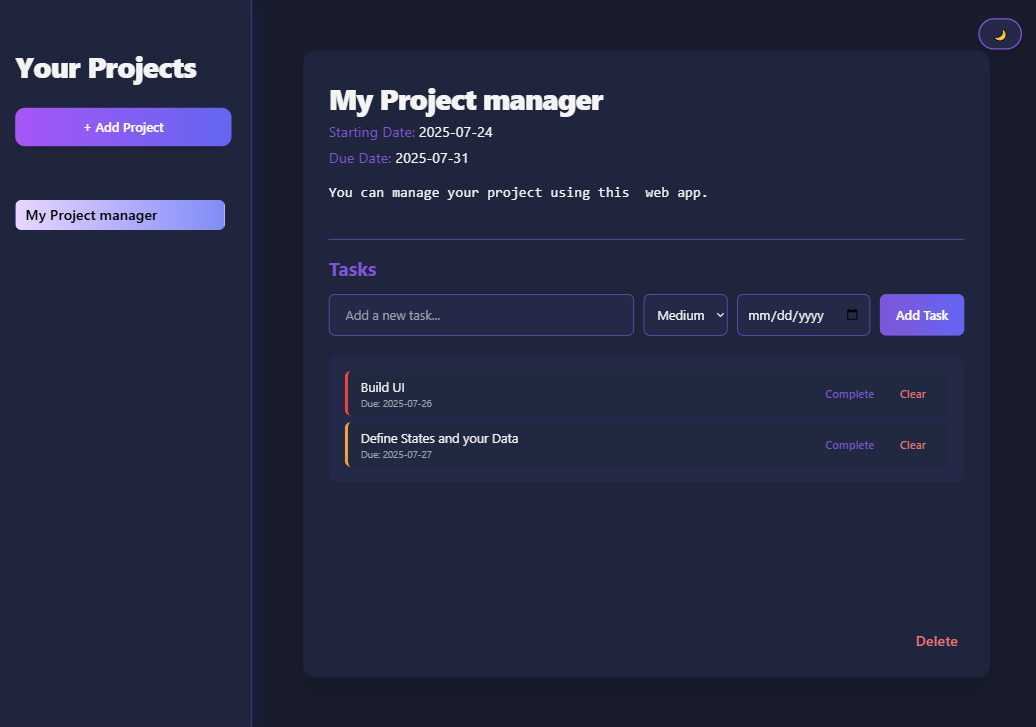 Your Projects
+ Add Project
My Project manager
My Project manager
Starting Date: 2025-07-24
Due Date: 2025-07-31
You can manage your project using this  web app.
Tasks
Add a new task... Medium mm/dd/yyyy Add Task
Build UI
Due: 2025-07-26
Complete Clear
Define States and your Data
Due: 2025-07-27
Complete Clear
Delete